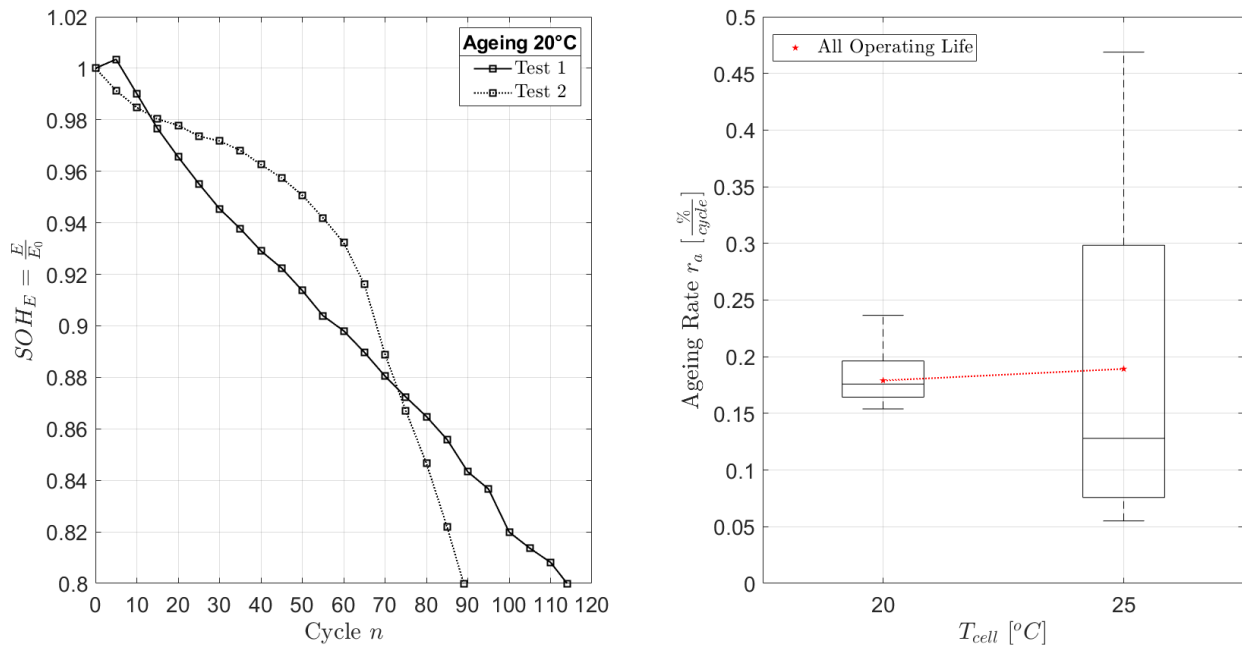 1.02
1
0.98
0.96
0.94
0.92
0.9
0.88
0.86
0.84
0.82
0.8
SOH_E = E/E_0
0 10 20 30 40 50 60 70 80 90 100 110 120
Cycle n
Ageing 20°C
Test 1
Test 2
0.5
0.45
0.4
0.35
0.3
0.25
0.2
0.15
0.1
0.05
0
Ageing Rate r_a [%/cycle]
All Operating Life
20 25
T_cell [°C]